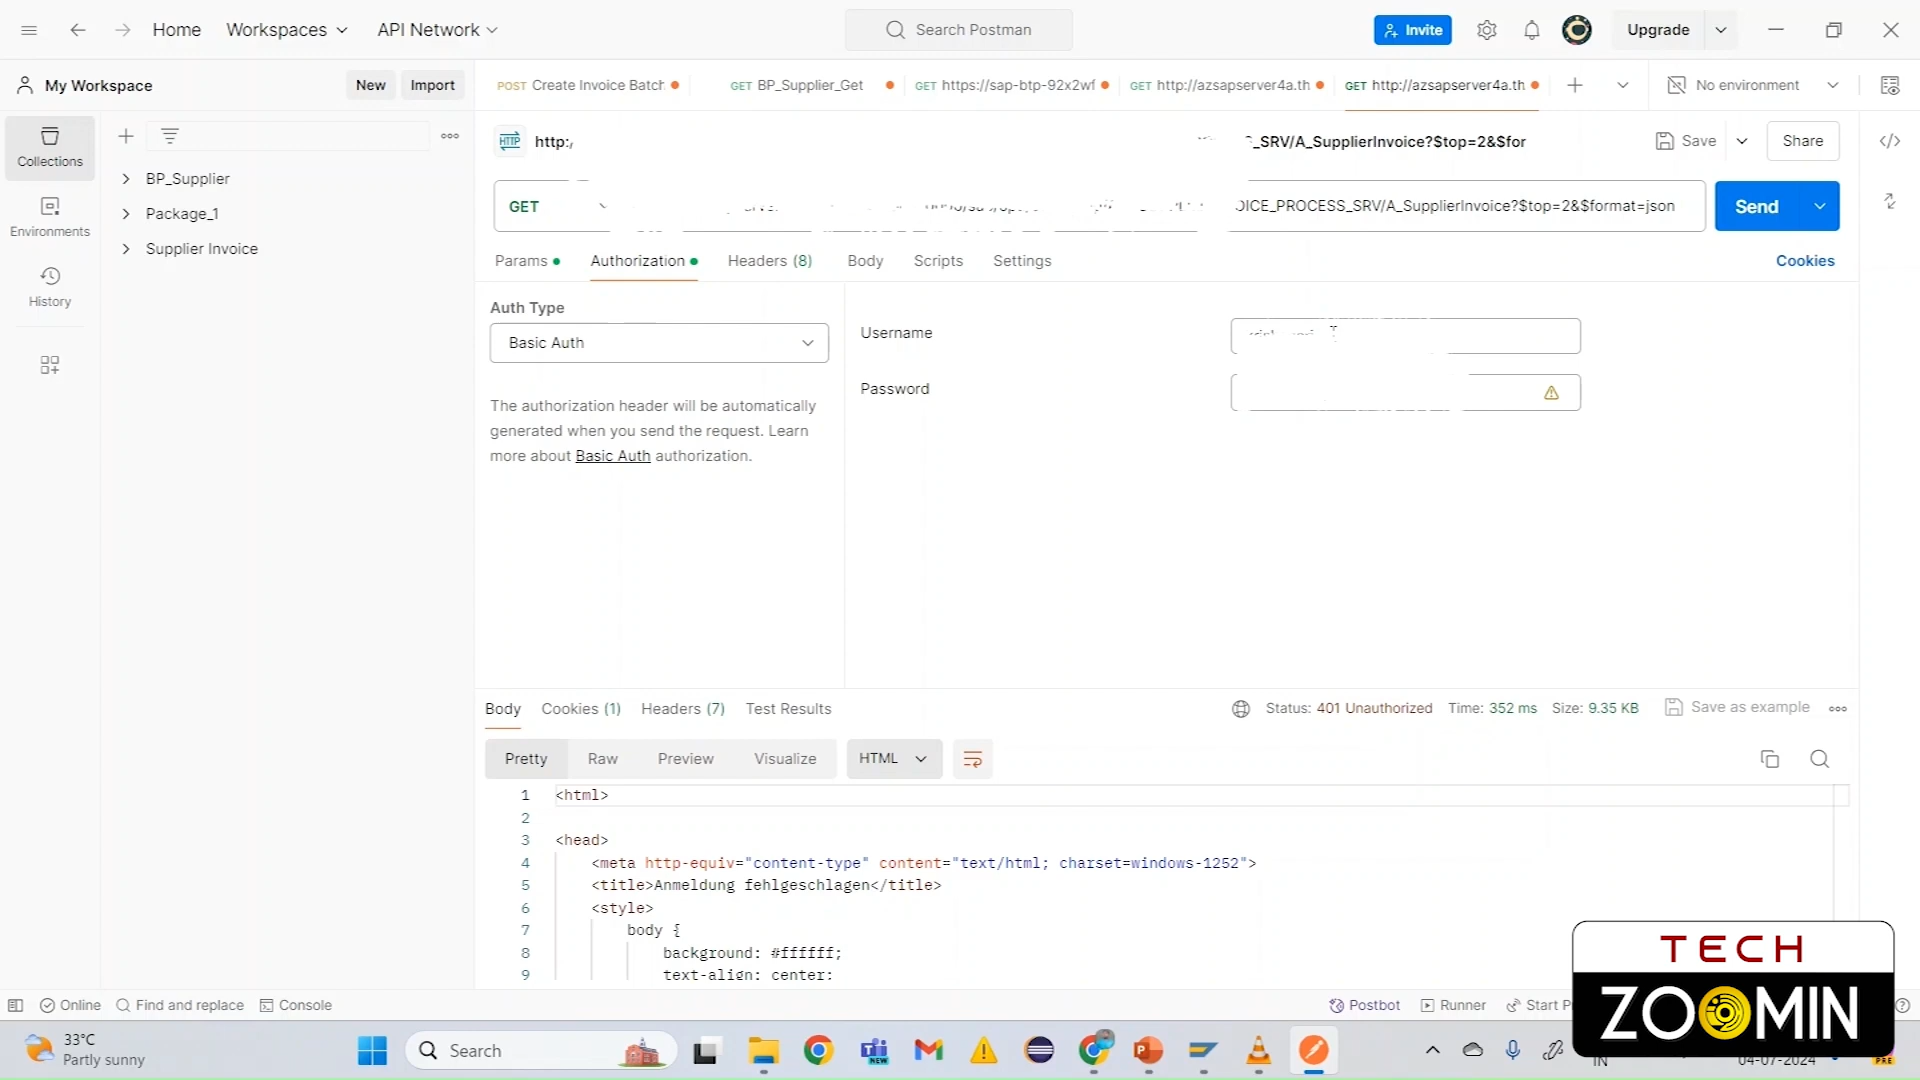 Home Workspaces API Network Search Postman Invite Upgrade
My Workspace New Import POST Create Invoice Batch GET BP_Supplier_Get GET https://sap-btp-92x2wf GET http://azsapserver4a.th GET http://azsapserver4a.th No environment
Collections
Environments
History
BP_Supplier
Package_1
Supplier Invoice
HTTP http: _SRV/A_SupplierInvoice?$top=2&$for Save Share
GET OICE_PROCESS_SRV/A_SupplierInvoice?$top=2&$format=json Send
Params Authorization Headers (8) Body Scripts Settings Cookies
Auth Type
Basic Auth
The authorization header will be automatically
generated when you send the request. Learn
more about Basic Auth authorization.
Username
Password
Body Cookies (1) Headers (7) Test Results Status: 401 Unauthorized Time: 352 ms Size: 9.35 KB Save as example
Pretty Raw Preview Visualize HTML
1 <html>
2
3 <head>
4 <meta http-equiv="content-type" content="text/html; charset=windows-1252">
5 <title>Anmeldung fehlgeschlagen</title>
6 <style>
7 body {
8 background: #ffffff;
9 text-align: center;
Online Find and replace Console Postbot Runner Start
33°C
Partly sunny
Search
NEW
IN
04-07-2024
PRE
TECH
ZOOMIN